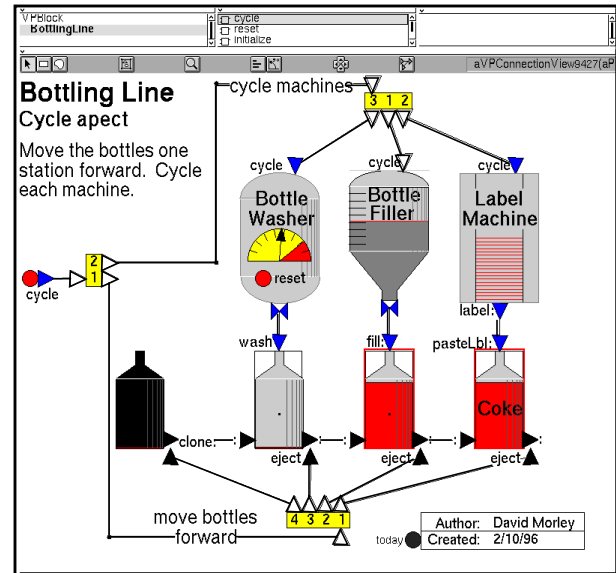 VPBlock
BottlingLine
cycle
reset
initialize
aVPConnectionView9427(aP
Bottling Line
Cycle apect
Move the bottles one
station forward. Cycle
each machine.
cycle machines
3 1 2
cycle
cycle
cycle
Bottle
Washer
Bottle
Filler
Label
Machine
reset
2
1
cycle
label:
wash
fill:
pasteLbl:
Coke
clone:
:
:
:
:
eject
eject
eject
4 3 2 1
move bottles
forward
today
Author: David Morley
Created: 2/10/96